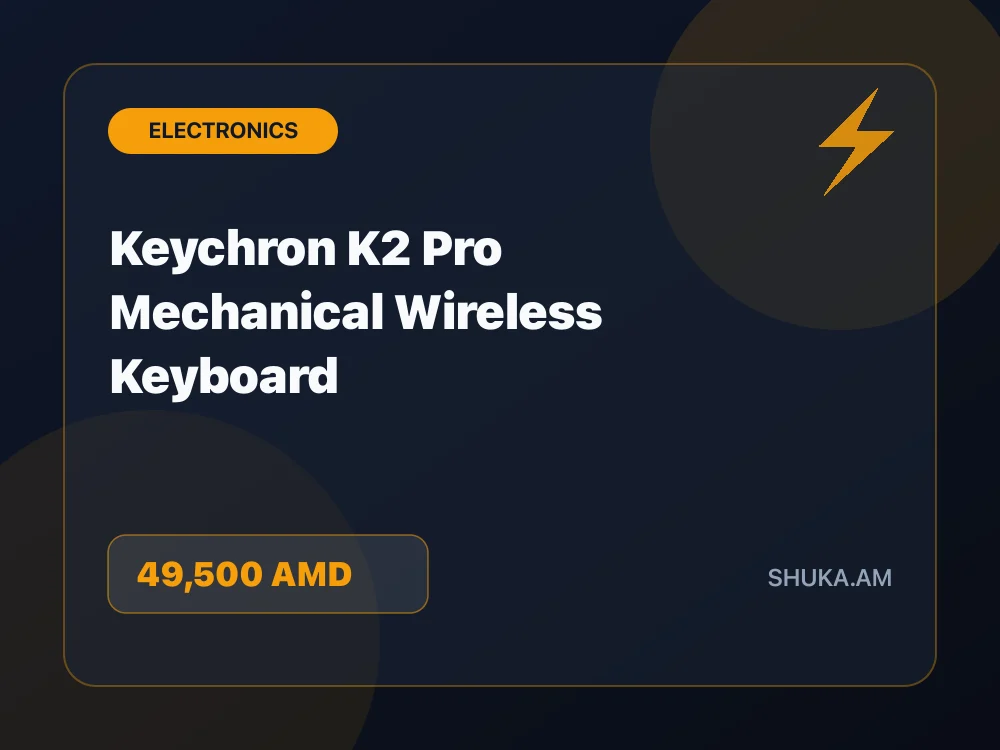 ELECTRONICS
Keychron K2 Pro
Mechanical Wireless
Keyboard
49,500 AMD
SHUKA.AM